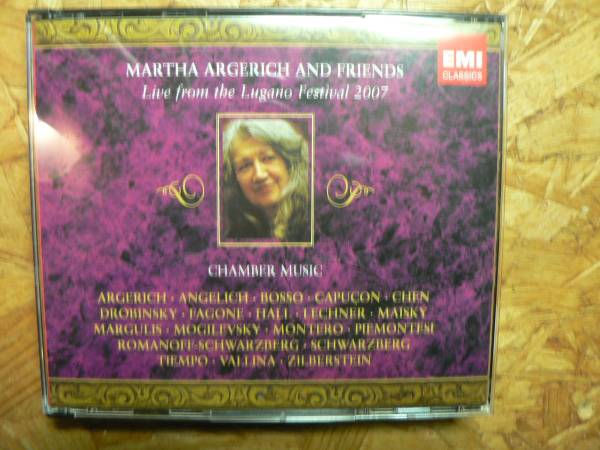 MARTHA ARGERICH AND FRIENDS
Live from the Lugano Festival 2007
EMI
CLASSICS
CHAMBER MUSIC
ARGERICH · ANGELICH · BOSSO · CAPUÇON · CHEN
DROBINSKY · FAGONE · HALL · LECHNER · MAISKY
MARGULIS · MOGILEVSKY · MONTERO · PIEMONTESI
ROMANOFF-SCHWARZBERG · SCHWARZBERG
TIEMPO · VALLINA · ZILBERSTEIN